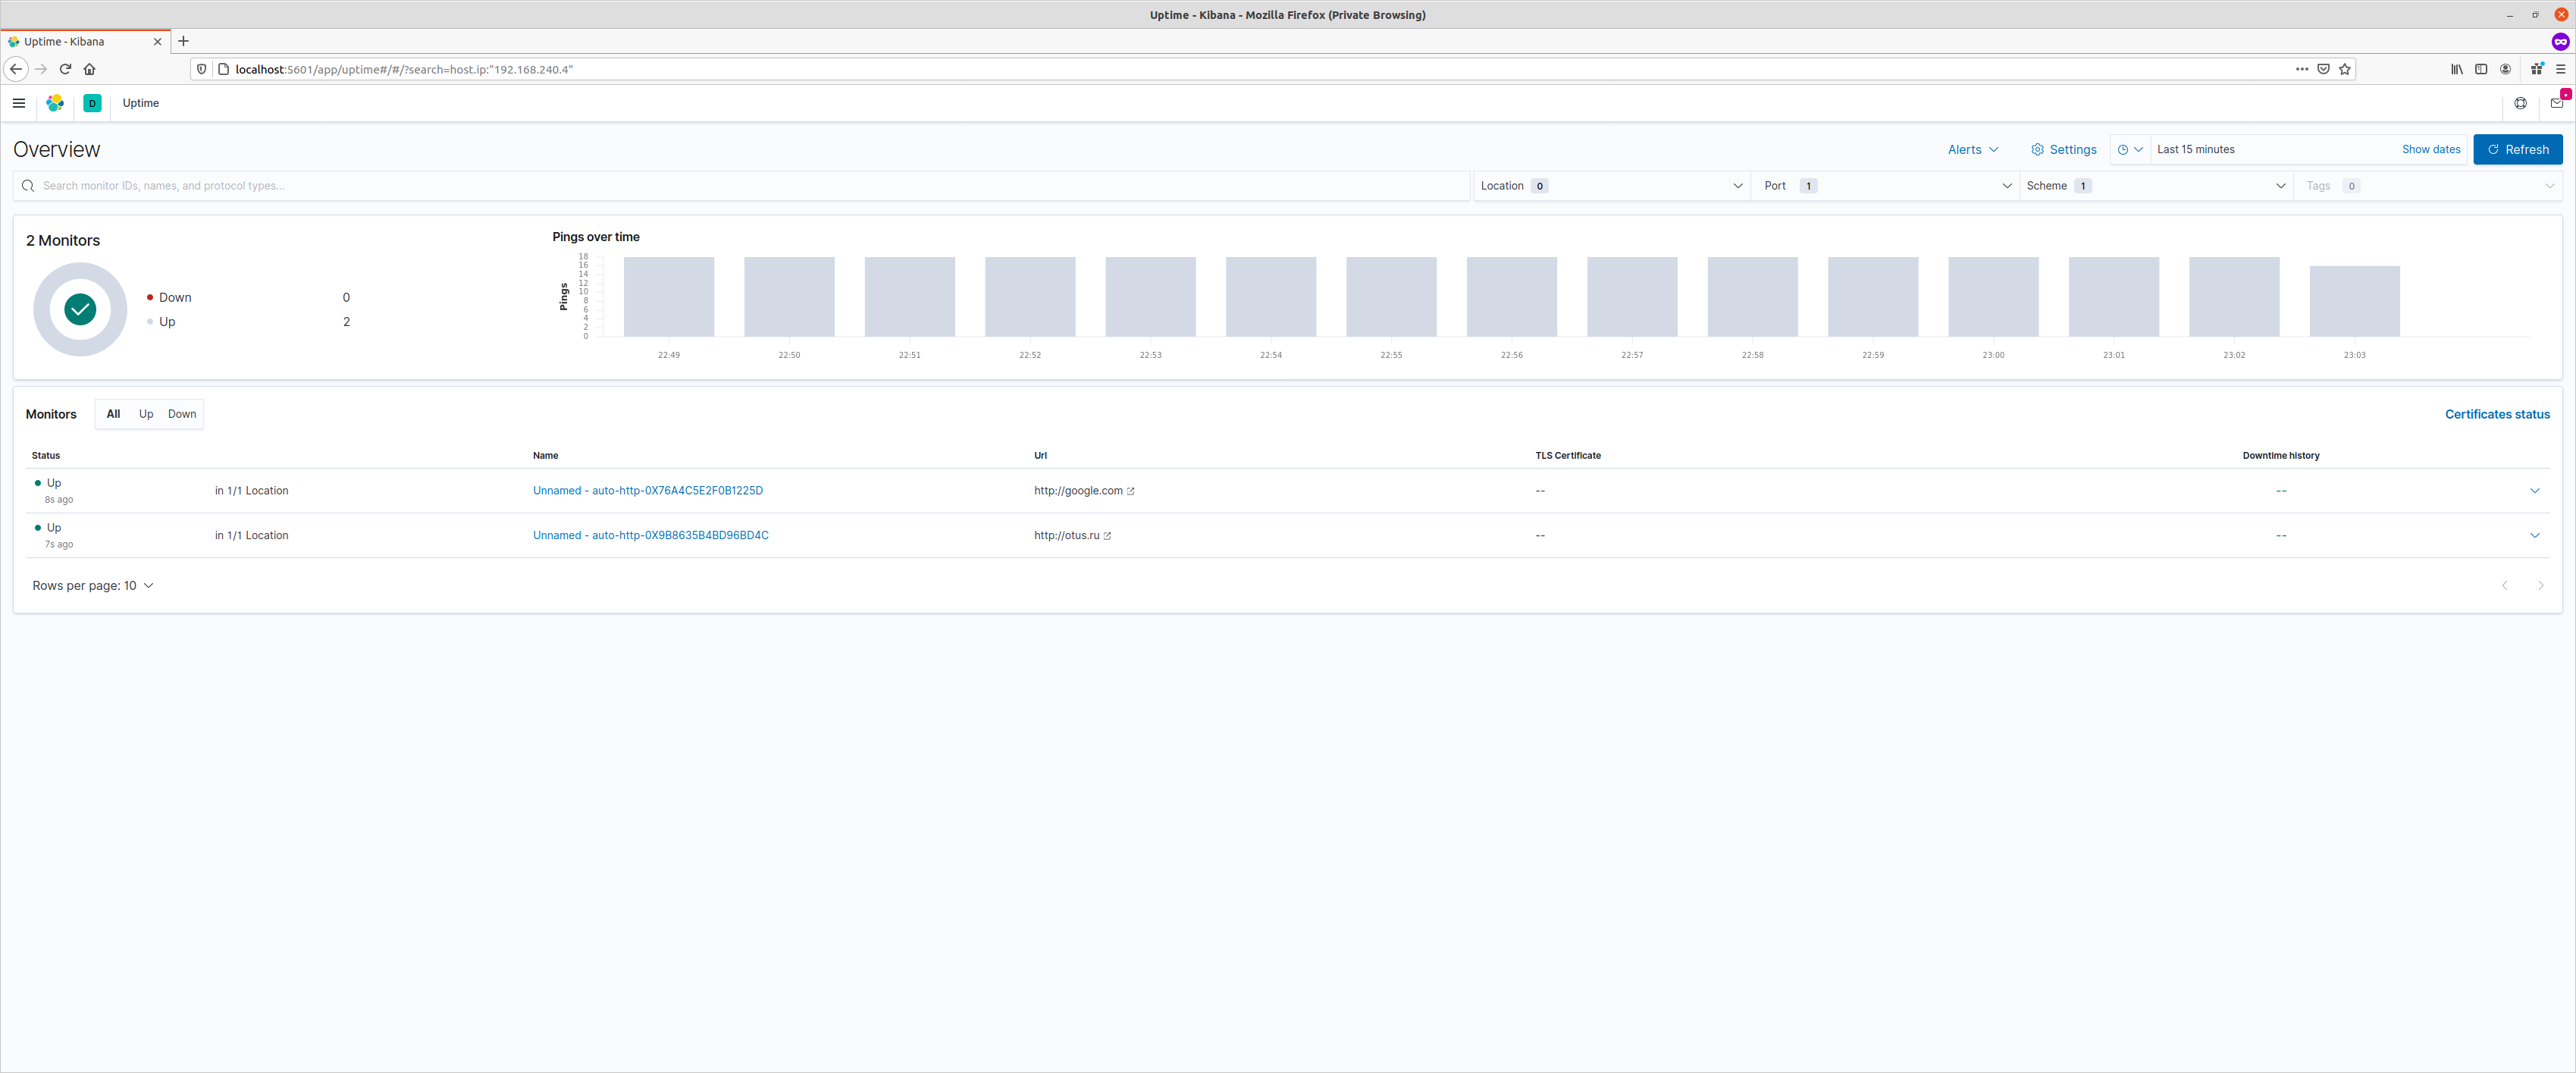 Uptime - Kibana - Mozilla Firefox (Private Browsing)
Uptime - Kibana
localhost:5601/app/uptime#/#/?search=host.ip:"192.168.240.4"
D Uptime
Overview Alerts Settings Last 15 minutes Show dates Refresh
Search monitor IDs, names, and protocol types... Location 0 Port 1 Scheme 1 Tags 0
2 Monitors
Down 0
Up 2
Pings over time
Pings
18
16
14
12
10
8
6
4
2
0
22:49 22:50 22:51 22:52 22:53 22:54 22:55 22:56 22:57 22:58 22:59 23:00 23:01 23:02 23:03
Monitors All Up Down Certificates status
Status Name Url TLS Certificate Downtime history
Up
8s ago
in 1/1 Location Unnamed - auto-http-0X76A4C5E2F0B1225D http://google.com -- --
Up
7s ago
in 1/1 Location Unnamed - auto-http-0X9B8635B4BD96BD4C http://otus.ru -- --
Rows per page: 10